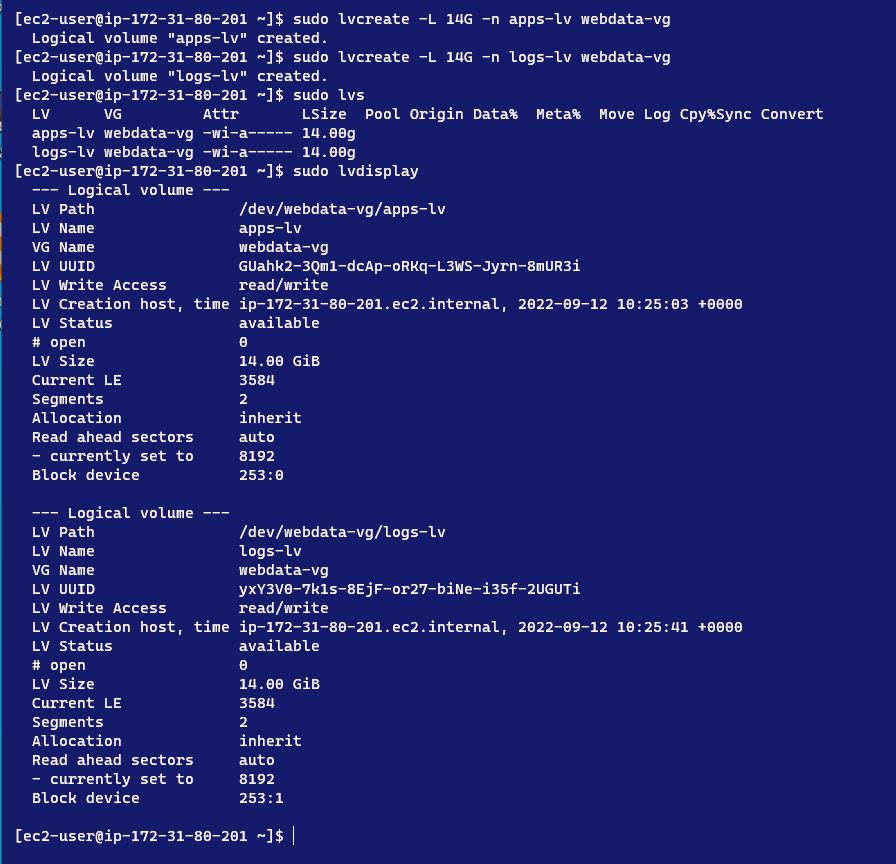 [ec2-user@ip-172-31-80-201 ~]$ sudo lvcreate -L 14G -n apps-lv webdata-vg
  Logical volume "apps-lv" created.
[ec2-user@ip-172-31-80-201 ~]$ sudo lvcreate -L 14G -n logs-lv webdata-vg
  Logical volume "logs-lv" created.
[ec2-user@ip-172-31-80-201 ~]$ sudo lvs
  LV      VG         Attr       LSize  Pool Origin Data%  Meta%  Move Log Cpy%Sync Convert
  apps-lv webdata-vg -wi-a----- 14.00g
  logs-lv webdata-vg -wi-a----- 14.00g
[ec2-user@ip-172-31-80-201 ~]$ sudo lvdisplay
  --- Logical volume ---
  LV Path                /dev/webdata-vg/apps-lv
  LV Name                apps-lv
  VG Name                webdata-vg
  LV UUID                GUahk2-3Qm1-dcAp-oRKq-L3WS-Jyrn-8mUR3i
  LV Write Access        read/write
  LV Creation host, time ip-172-31-80-201.ec2.internal, 2022-09-12 10:25:03 +0000
  LV Status              available
  # open                 0
  LV Size                14.00 GiB
  Current LE             3584
  Segments               2
  Allocation             inherit
  Read ahead sectors     auto
  - currently set to     8192
  Block device           253:0

  --- Logical volume ---
  LV Path                /dev/webdata-vg/logs-lv
  LV Name                logs-lv
  VG Name                webdata-vg
  LV UUID                yxY3V0-7k1s-8EjF-or27-biNe-i35f-2UGUTi
  LV Write Access        read/write
  LV Creation host, time ip-172-31-80-201.ec2.internal, 2022-09-12 10:25:41 +0000
  LV Status              available
  # open                 0
  LV Size                14.00 GiB
  Current LE             3584
  Segments               2
  Allocation             inherit
  Read ahead sectors     auto
  - currently set to     8192
  Block device           253:1

[ec2-user@ip-172-31-80-201 ~]$